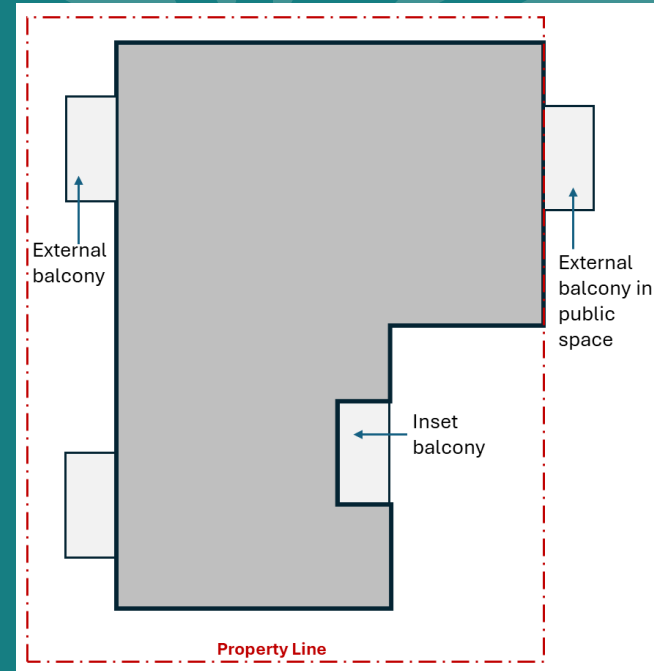 External
balcony
External
balcony in
public
space
Inset
balcony
Property Line